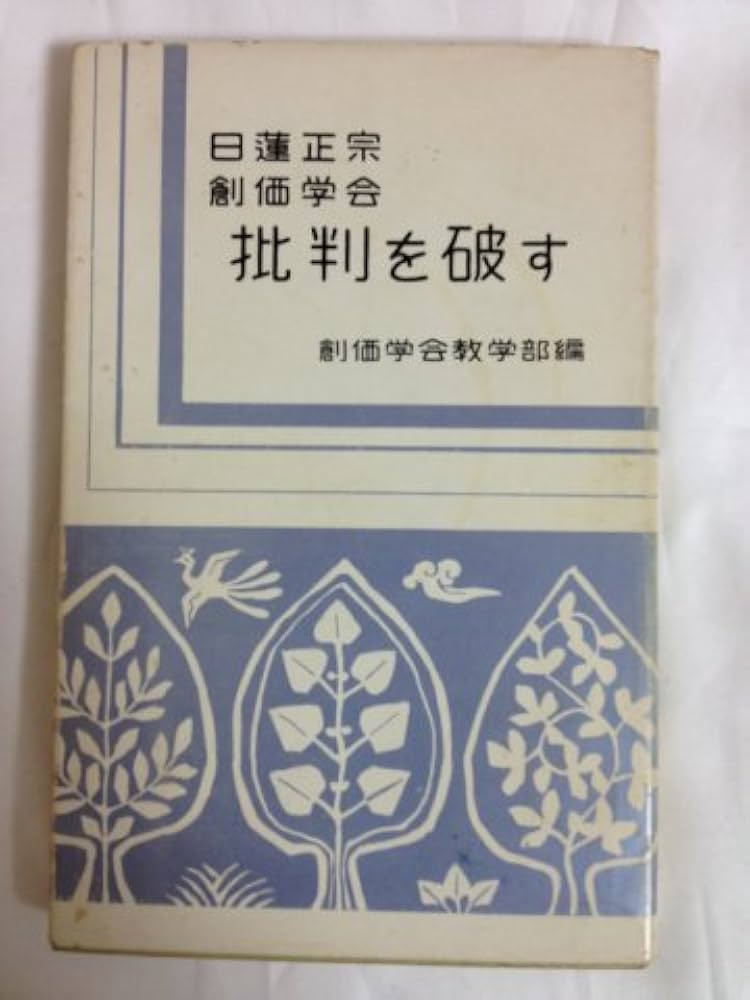 日蓮正宗
創価学会
批判を破す
創価学会教学部編